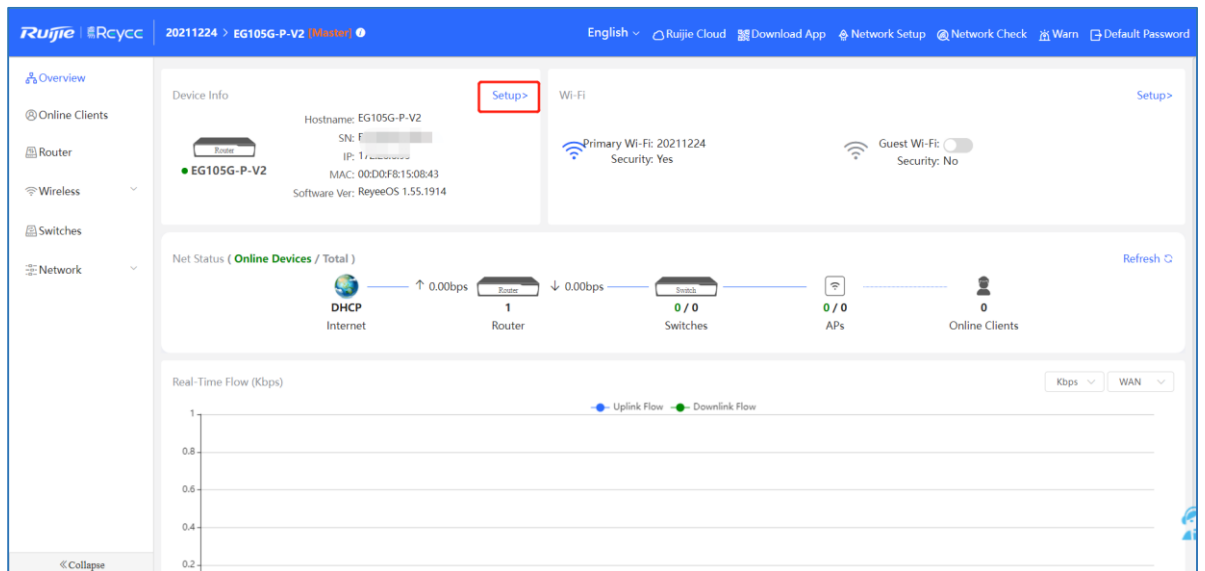 Ruijie | Rcycc 20211224 > EG105G-P-V2 [Master] English Ruijie Cloud Download App Network Setup Network Check Warn Default Password
Overview
Online Clients
Router
Wireless
Switches
Network
«Collapse
Device Info Setup>
Router
EG105G-P-V2
Hostname: EG105G-P-V2
SN:
IP:
MAC: 00:D0:F8:15:08:43
Software Ver: ReyeeOS 1.55.1914
Wi-Fi Setup>
Primary Wi-Fi: 20211224
Security: Yes
Guest Wi-Fi:
Security: No
Net Status ( Online Devices / Total ) Refresh
↑ 0.00bps Router ↓ 0.00bps Switch
DHCP 1 0 / 0 0 / 0 0
Internet Router Switches APs Online Clients
Real-Time Flow (Kbps) Kbps WAN
Uplink Flow Downlink Flow
1
0.8
0.6
0.4
0.2